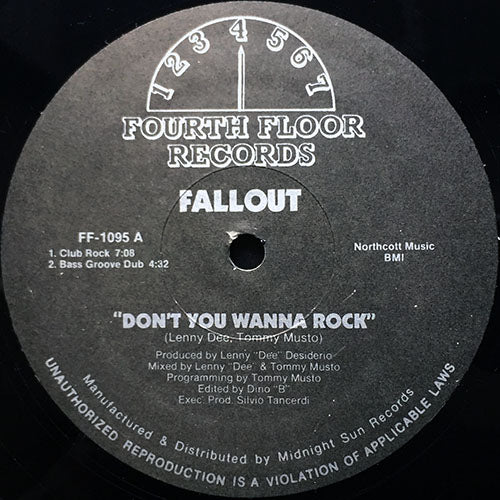 1 2 3 4 5 6 7
FOURTH FLOOR
RECORDS
FALLOUT
FF-1095 A
1. Club Rock 7:08
2. Bass Groove Dub 4:32
Northcott Music
BMI
"DON'T YOU WANNA ROCK"
(Lenny Dee, Tommy Musto)
Produced by Lenny "Dee" Desiderio
Mixed by Lenny "Dee" & Tommy Musto
Programming by Tommy Musto
Edited by Dino "B"
Exec. Prod. Silvio Tancerdi
Manufactured & Distributed by Midnight Sun Records
UNAUTHORIZED REPRODUCTION IS A VIOLATION OF APPLICABLE LAWS